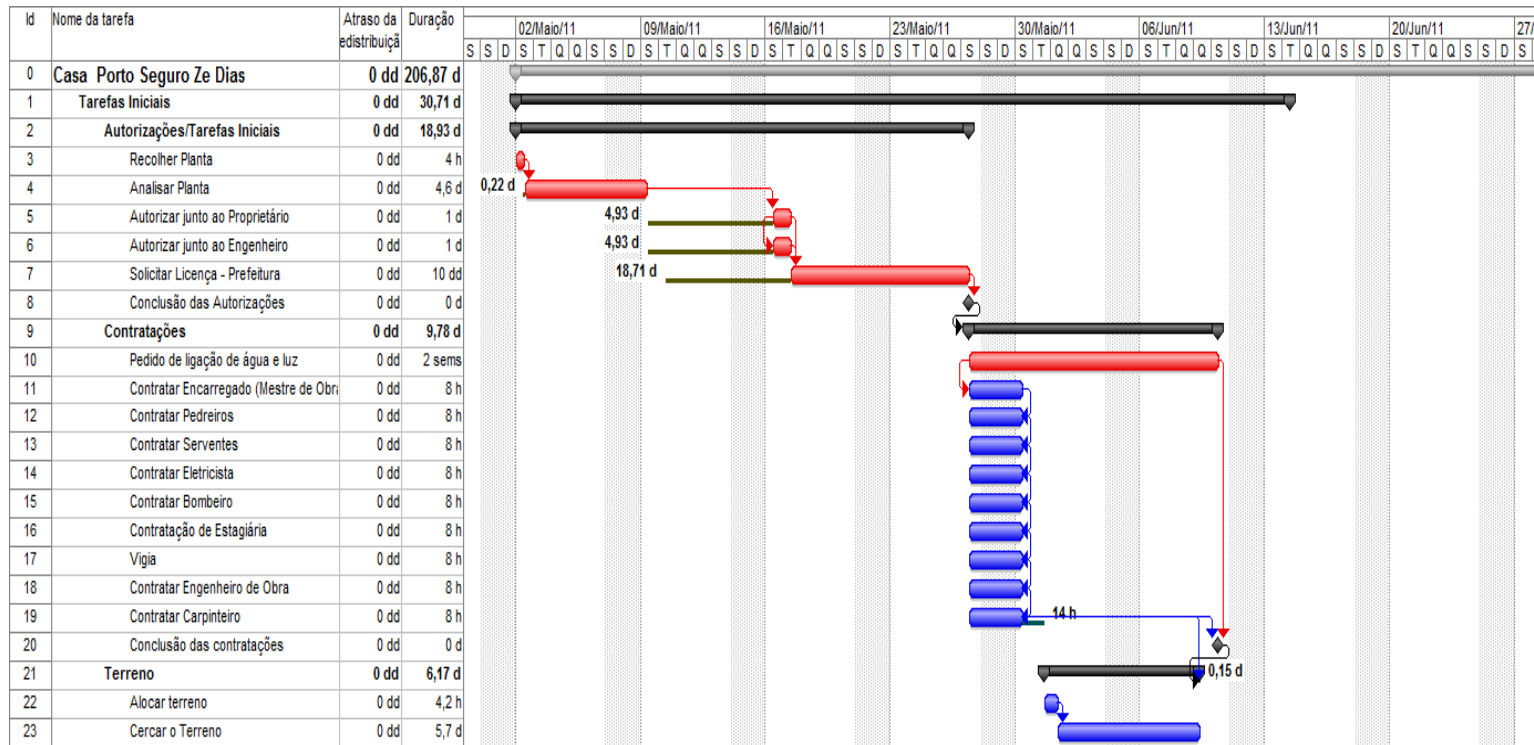 Id Nome da tarefa Atraso da edistribuiçã Duração
02/Maio/11 09/Maio/11 16/Maio/11 23/Maio/11 30/Maio/11 06/Jun/11 13/Jun/11 20/Jun/11 27/
S S D S T Q Q S S D S T Q Q S S D S T Q Q S S D S T Q Q S S D S T Q Q S S D S T Q Q S S D S T Q Q S S D S T Q Q S S D S
0 Casa Porto Seguro Ze Dias 0 dd 206,87 d
1 Tarefas Iniciais 0 dd 30,71 d
2 Autorizações/Tarefas Iniciais 0 dd 18,93 d
3 Recolher Planta 0 dd 4 h
4 Analisar Planta 0 dd 4,6 d 0,22 d
5 Autorizar junto ao Proprietário 0 dd 1 d 4,93 d
6 Autorizar junto ao Engenheiro 0 dd 1 d 4,93 d
7 Solicitar Licença - Prefeitura 0 dd 10 dd 18,71 d
8 Conclusão das Autorizações 0 dd 0 d
9 Contratações 0 dd 9,78 d
10 Pedido de ligação de água e luz 0 dd 2 sems
11 Contratar Encarregado (Mestre de Obra 0 dd 8 h
12 Contratar Pedreiros 0 dd 8 h
13 Contratar Serventes 0 dd 8 h
14 Contratar Eletricista 0 dd 8 h
15 Contratar Bombeiro 0 dd 8 h
16 Contratação de Estagiária 0 dd 8 h
17 Vigia 0 dd 8 h
18 Contratar Engenheiro de Obra 0 dd 8 h
19 Contratar Carpinteiro 0 dd 8 h 14 h
20 Conclusão das contratações 0 dd 0 d
21 Terreno 0 dd 6,17 d 0,15 d
22 Alocar terreno 0 dd 4,2 h
23 Cercar o Terreno 0 dd 5,7 d